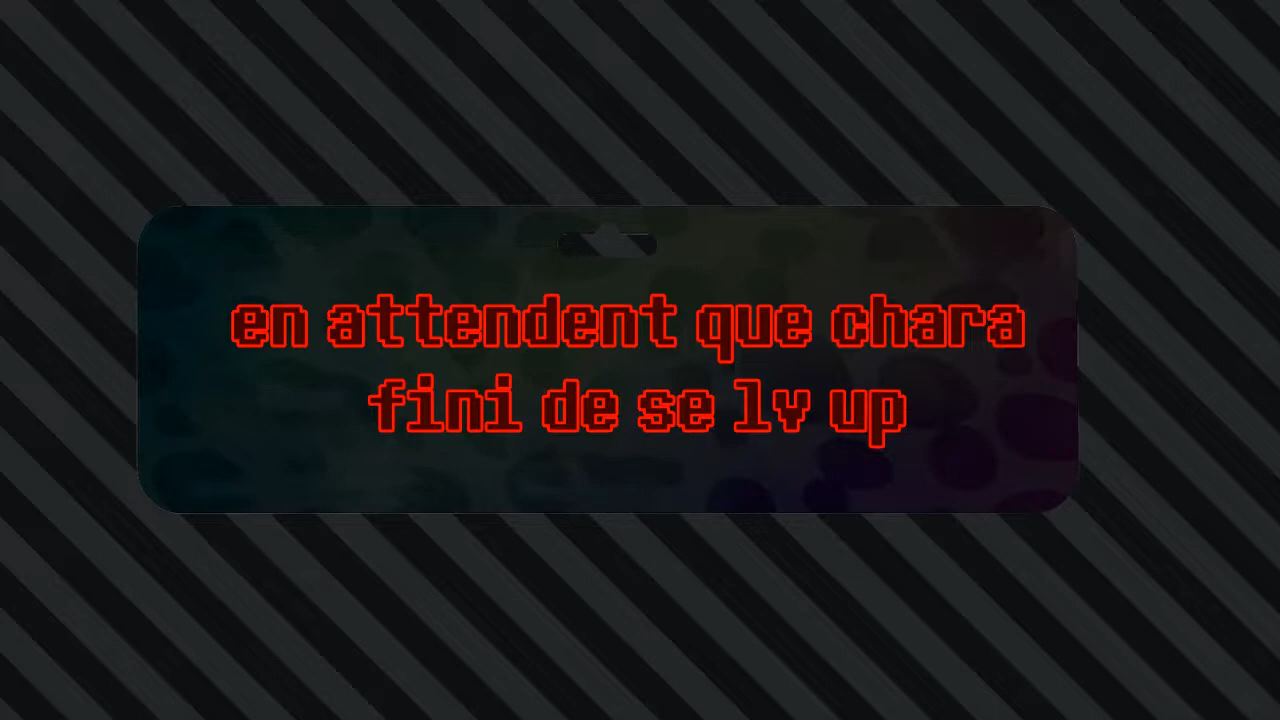 en attendent que chara
fini de se lv up